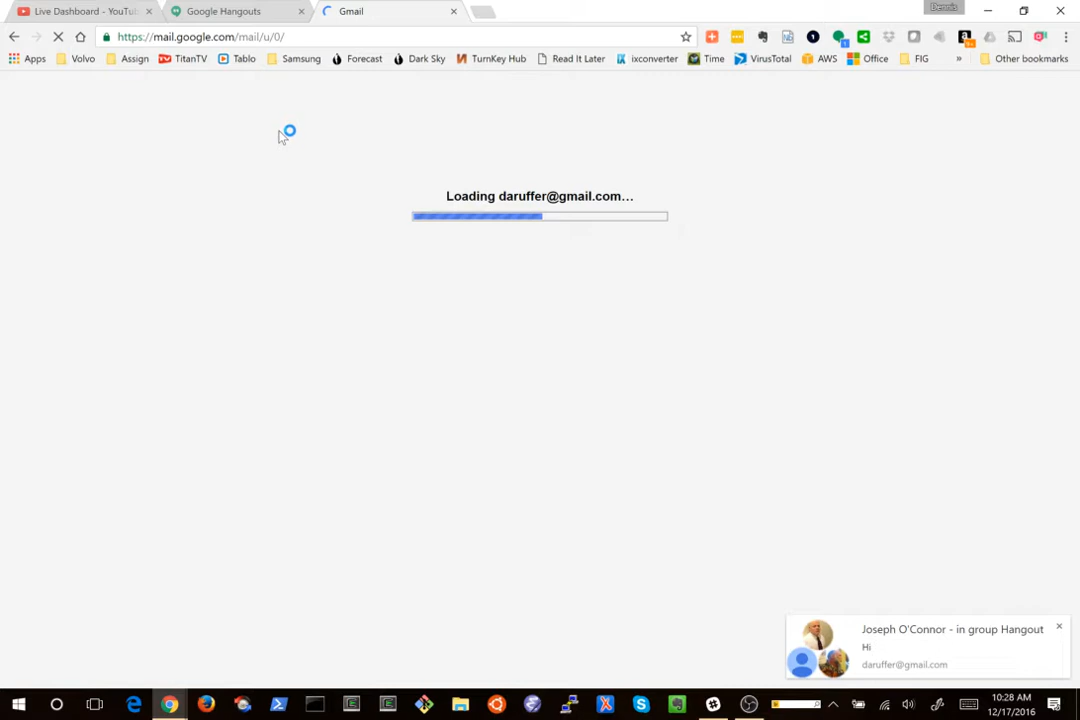 Live Dashboard - YouTu
Google Hangouts
Gmail
Dennis
https://mail.google.com/mail/u/0/
Apps
Volvo
Assign
TitanTV
Tablo
Samsung
Forecast
Dark Sky
TurnKey Hub
Read It Later
ixconverter
Time
VirusTotal
AWS
Office
FIG
»
Other bookmarks
Loading daruffer@gmail.com…
Joseph O'Connor - in group Hangout
Hi
daruffer@gmail.com
10:28 AM
12/17/2016